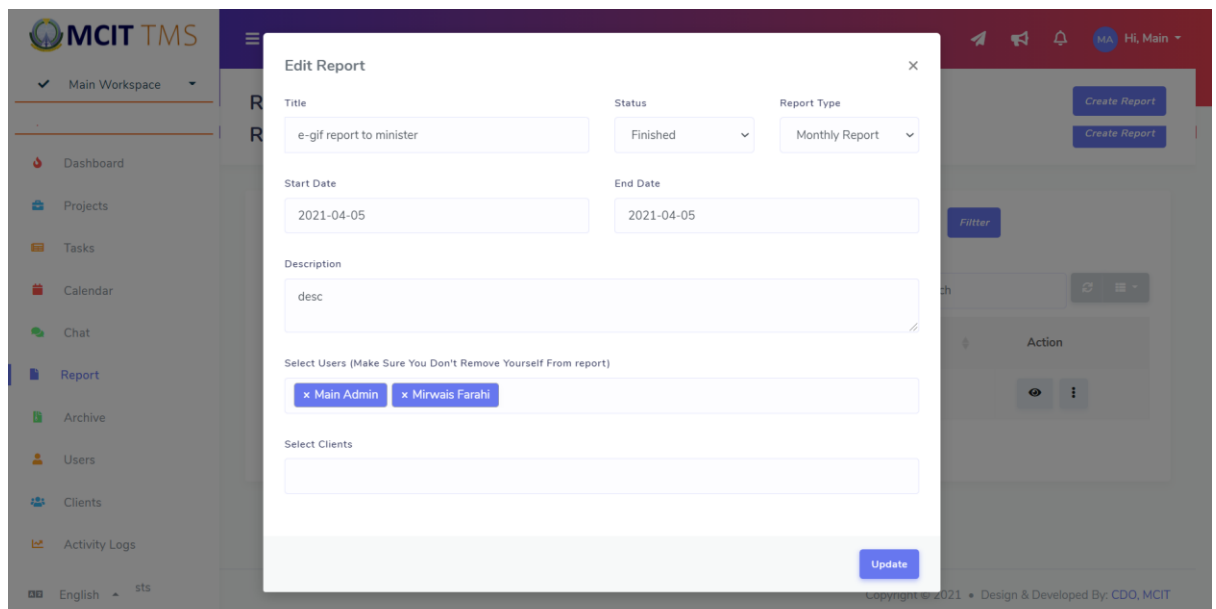 MCIT TMS
Hi, Main
MA
Main Workspace
Edit Report
×
R
Create Report
R
Create Report
Title
Status
Report Type
e-gif report to minister
Finished
Monthly Report
Dashboard
Projects
Tasks
Calendar
Chat
Report
Archive
Users
Clients
Activity Logs
English
sts
Start Date
End Date
2021-04-05
2021-04-05
Filtter
Description
desc
ch
Action
Select Users (Make Sure You Don't Remove Yourself From report)
× Main Admin × Mirwais Farahi
Select Clients
Update
Copyright © 2021 • Design & Developed By: CDO, MCIT